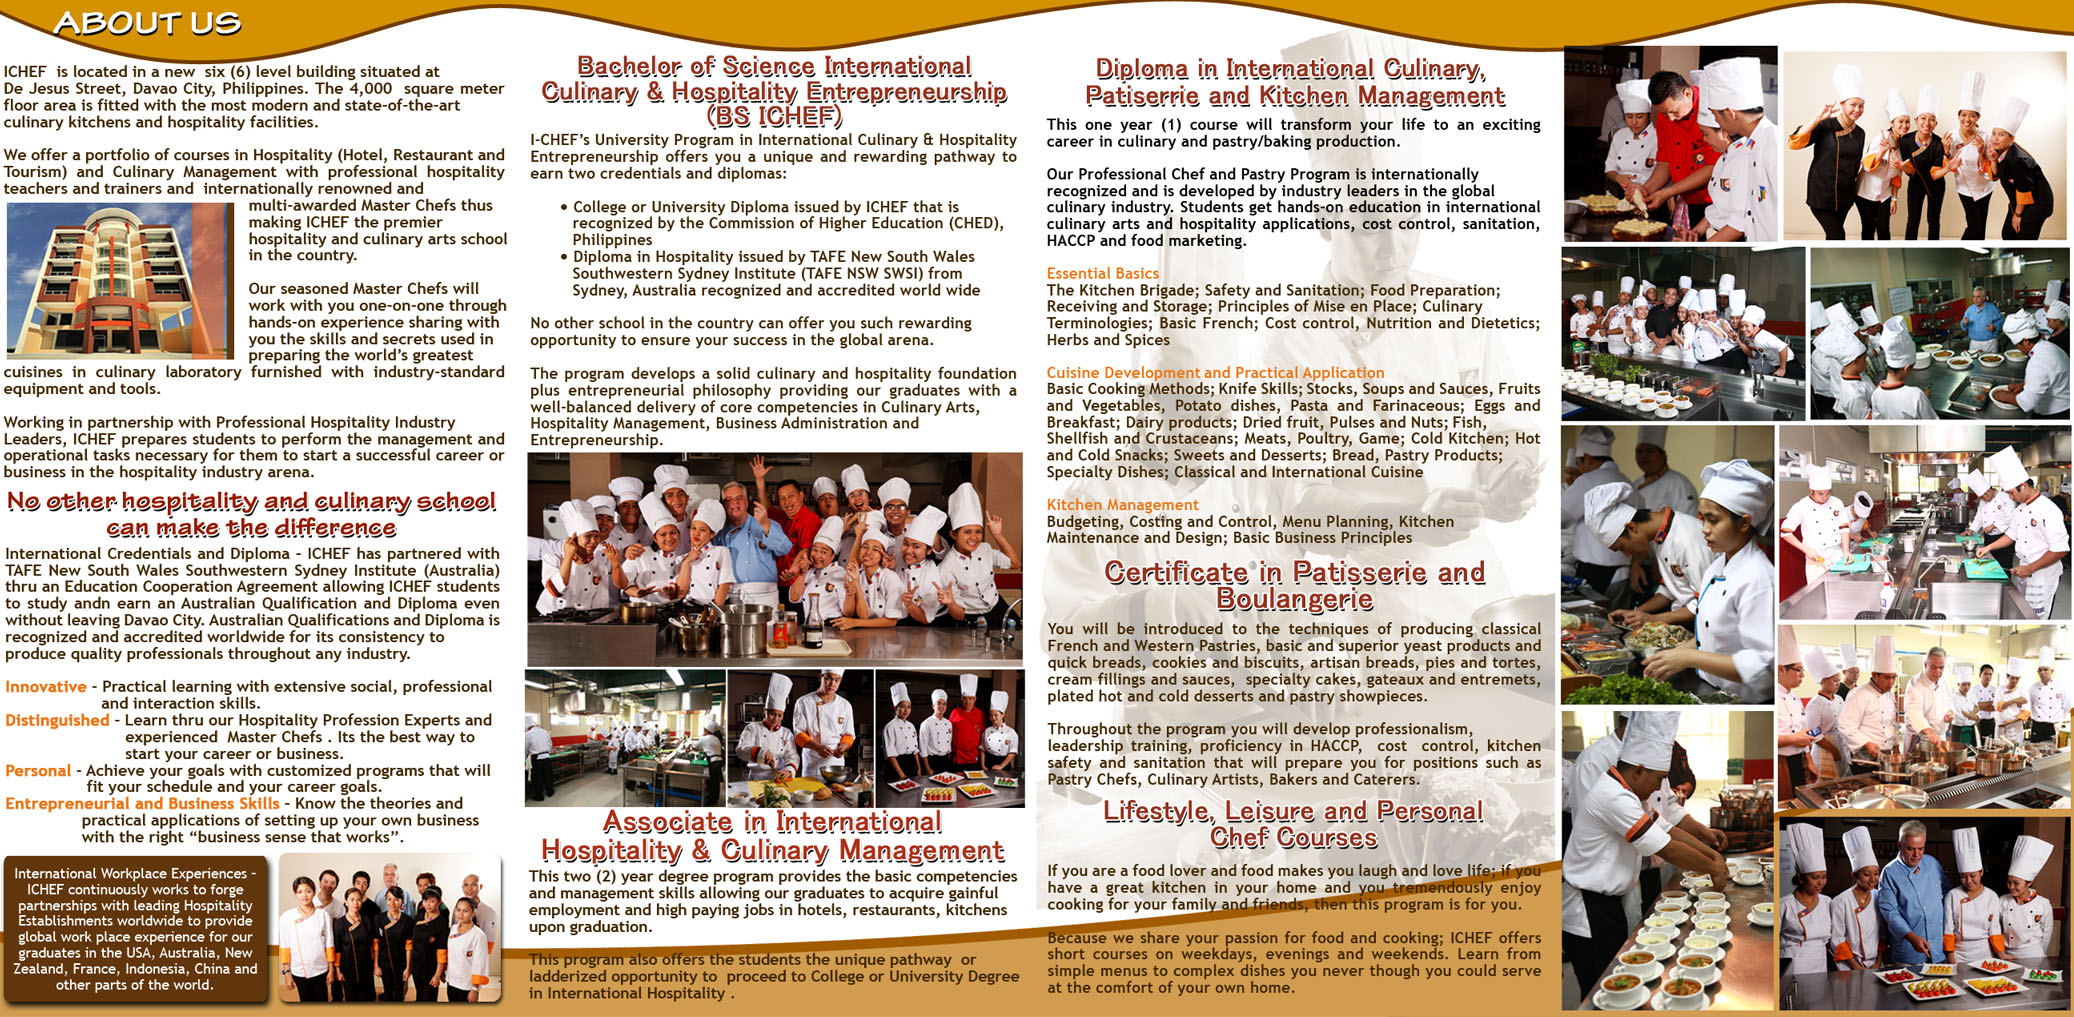 ABOUT US
ICHEF is located in a new six (6) level building situated at
De Jesus Street, Davao City, Philippines. The 4,000 square meter
floor area is fitted with the most modern and state-of-the-art
culinary kitchens and hospitality facilities.
We offer a portfolio of courses in Hospitality (Hotel, Restaurant and
Tourism) and Culinary Management with professional hospitality
teachers and trainers and internationally renowned and
multi-awarded Master Chefs thus
making ICHEF the premier
hospitality and culinary arts school
in the country.
Our seasoned Master Chefs will
work with you one-on-one through
hands-on experience sharing with
you the skills and secrets used in
preparing the world's greatest
cuisines in culinary laboratory furnished with industry-standard
equipment and tools.
Working in partnership with Professional Hospitality Industry
Leaders, ICHEF prepares students to perform the management and
operational tasks necessary for them to start a successful career or
business in the hospitality industry arena.
No other hospitality and culinary school
can make the difference
International Credentials and Diploma - ICHEF has partnered with
TAFE New South Wales Southwestern Sydney Institute (Australia)
thru an Education Cooperation Agreement allowing ICHEF students
to study andn earn an Australian Qualification and Diploma even
without leaving Davao City. Australian Qualifications and Diploma is
recognized and accredited worldwide for its consistency to
produce quality professionals throughout any industry.
Innovative - Practical learning with extensive social, professional
and interaction skills.
Distinguished - Learn thru our Hospitality Profession Experts and
experienced Master Chefs . Its the best way to
start your career or business.
Personal - Achieve your goals with customized programs that will
fit your schedule and your career goals.
Entrepreneurial and Business Skills - Know the theories and
practical applications of setting up your own business
with the right “business sense that works”.
International Workplace Experiences -
ICHEF continuously works to forge
partnerships with leading Hospitality
Establishments worldwide to provide
global work place experience for our
graduates in the USA, Australia, New
Zealand, France, Indonesia, China and
other parts of the world.
Bachelor of Science International
Culinary & Hospitality Entrepreneurship
(BS ICHEF)
I-CHEF's University Program in International Culinary & Hospitality
Entrepreneurship offers you a unique and rewarding pathway to
earn two credentials and diplomas:
• College or University Diploma issued by ICHEF that is
recognized by the Commission of Higher Education (CHED),
Philippines
• Diploma in Hospitality issued by TAFE New South Wales
Southwestern Sydney Institute (TAFE NSW SWSI) from
Sydney, Australia recognized and accredited world wide
No other school in the country can offer you such rewarding
opportunity to ensure your success in the global arena.
The program develops a solid culinary and hospitality foundation
plus entrepreneurial philosophy providing our graduates with a
well-balanced delivery of core competencies in Culinary Arts,
Hospitality Management, Business Administration and
Entrepreneurship.
Associate in International
Hospitality & Culinary Management
This two (2) year degree program provides the basic competencies
and management skills allowing our graduates to acquire gainful
employment and high paying jobs in hotels, restaurants, kitchens
upon graduation.
This program also offers the students the unique pathway or
ladderized opportunity to proceed to College or University Degree
in International Hospitality .
Diploma in International Culinary,
Patiserrie and Kitchen Management
This one year (1) course will transform your life to an exciting
career in culinary and pastry/baking production.
Our Professional Chef and Pastry Program is internationally
recognized and is developed by industry leaders in the global
culinary industry. Students get hands-on education in international
culinary arts and hospitality applications, cost control, sanitation,
HACCP and food marketing.
Essential Basics
The Kitchen Brigade; Safety and Sanitation; Food Preparation;
Receiving and Storage; Principles of Mise en Place; Culinary
Terminologies; Basic French; Cost control, Nutrition and Dietetics;
Herbs and Spices
Cuisine Development and Practical Application
Basic Cooking Methods; Knife Skills; Stocks, Soups and Sauces, Fruits
and Vegetables, Potato dishes, Pasta and Farinaceous; Eggs and
Breakfast; Dairy products; Dried fruit, Pulses and Nuts; Fish,
Shellfish and Crustaceans; Meats, Poultry, Game; Cold Kitchen; Hot
and Cold Snacks; Sweets and Desserts; Bread, Pastry Products;
Specialty Dishes; Classical and International Cuisine
Kitchen Management
Budgeting, Costing and Control, Menu Planning, Kitchen
Maintenance and Design; Basic Business Principles
Certificate in Patisserie and
Boulangerie
You will be introduced to the techniques of producing classical
French and Western Pastries, basic and superior yeast products and
quick breads, cookies and biscuits, artisan breads, pies and tortes,
cream fillings and sauces, specialty cakes, gateaux and entremets,
plated hot and cold desserts and pastry showpieces.
Throughout the program you will develop professionalism,
leadership training, proficiency in HACCP, cost control, kitchen
safety and sanitation that will prepare you for positions such as
Pastry Chefs, Culinary Artists, Bakers and Caterers.
Lifestyle, Leisure and Personal
Chef Courses
If you are a food lover and food makes you laugh and love life; if you
have a great kitchen in your home and you tremendously enjoy
cooking for your family and friends, then this program is for you.
Because we share your passion for food and cooking; ICHEF offers
short courses on weekdays, evenings and weekends. Learn from
simple menus to complex dishes you never though you could serve
at the comfort of your own home.